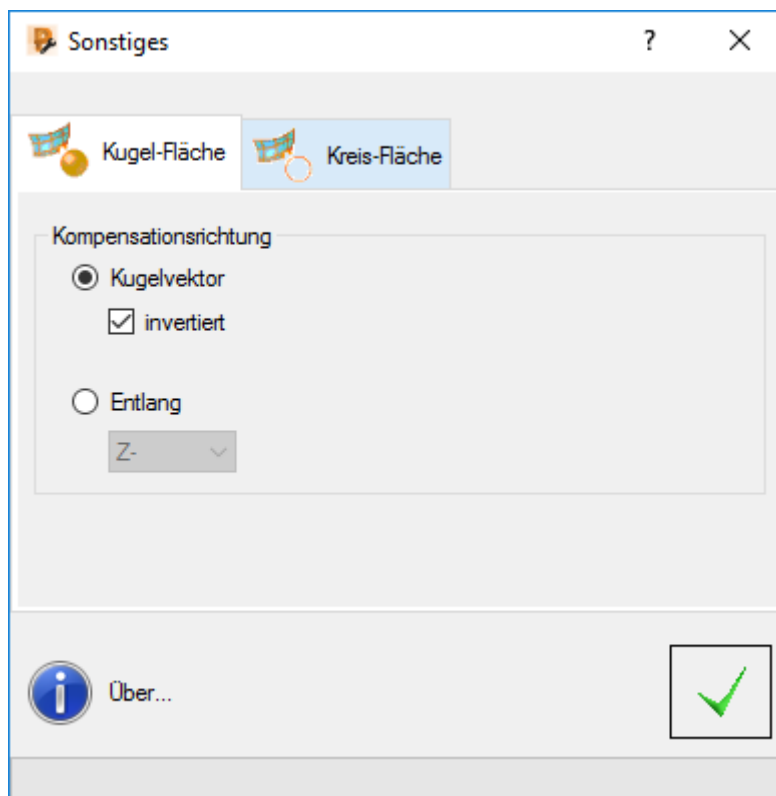 Sonstiges
?
Kugel-Fläche
Kreis-Fläche
Kompensationsrichtung
Kugelvektor
invertiert
Entlang
Z-
Über...